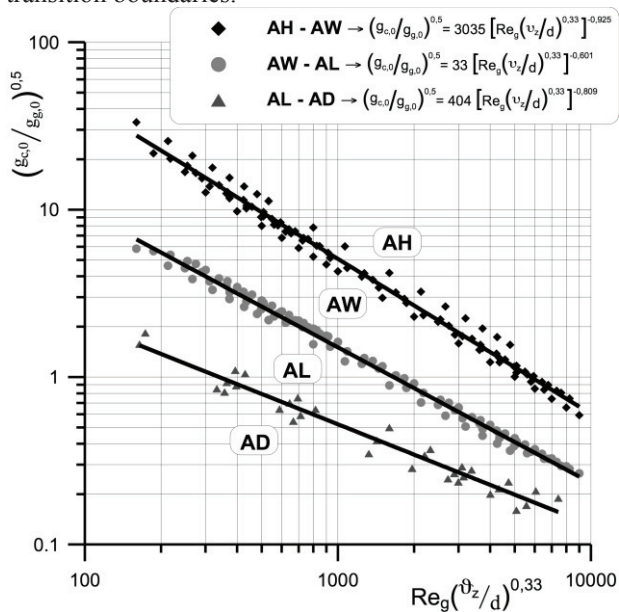 transition boundaries.
AH - AW → (g_c,0/g_g,0)^0,5 = 3035 [Re_g(υ_z/d)^0,33]^-0,925
AW - AL → (g_c,0/g_g,0)^0,5 = 33 [Re_g(υ_z/d)^0,33]^-0,601
AL - AD → (g_c,0/g_g,0)^0,5 = 404 [Re_g(υ_z/d)^0,33]^-0,809
(g_c,0/g_g,0)^0,5
100
10
1
0.1
AH
AW
AL
AD
100 1000 10000
Re_g(ϑ_z/d)^0,33